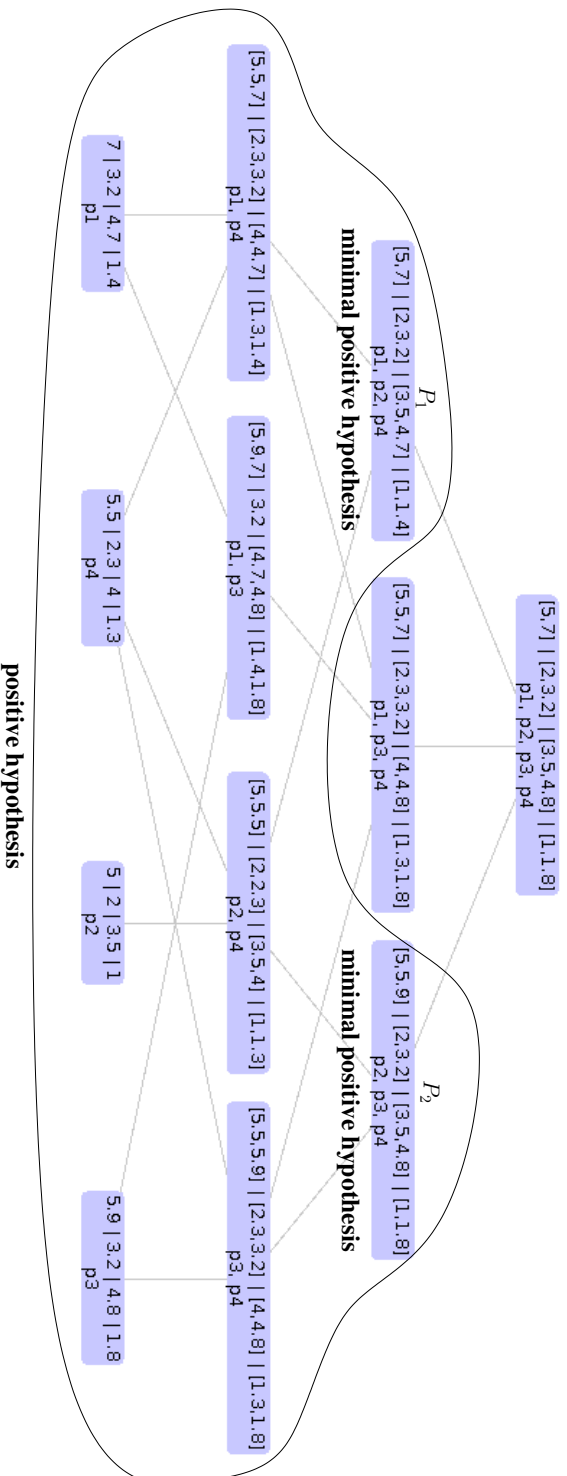 [5,7] | [2,3.2] | [3.5,4.8] | [1,1.8]
p1, p2, p3, p4
P1
[5,7] | [2,3.2] | [3.5,4.7] | [1,1.4]
p1, p2, p4
minimal positive hypothesis
[5.5,7] | [2.3,3.2] | [4,4.8] | [1.3,1.8]
p1, p3, p4
P2
[5,5.9] | [2,3.2] | [3.5,4.8] | [1,1.8]
p2, p3, p4
minimal positive hypothesis
[5.5,7] | [2.3,3.2] | [4,4.7] | [1.3,1.4]
p1, p4
[5.9,7] | 3.2 | [4.7,4.8] | [1.4,1.8]
p1, p3
[5,5.5] | [2,2.3] | [3.5,4] | [1,1.3]
p2, p4
[5.5,5.9] | [2.3,3.2] | [4,4.8] | [1.3,1.8]
p3, p4
7 | 3.2 | 4.7 | 1.4
p1
5.5 | 2.3 | 4 | 1.3
p4
5 | 2 | 3.5 | 1
p2
5.9 | 3.2 | 4.8 | 1.8
p3
positive hypothesis